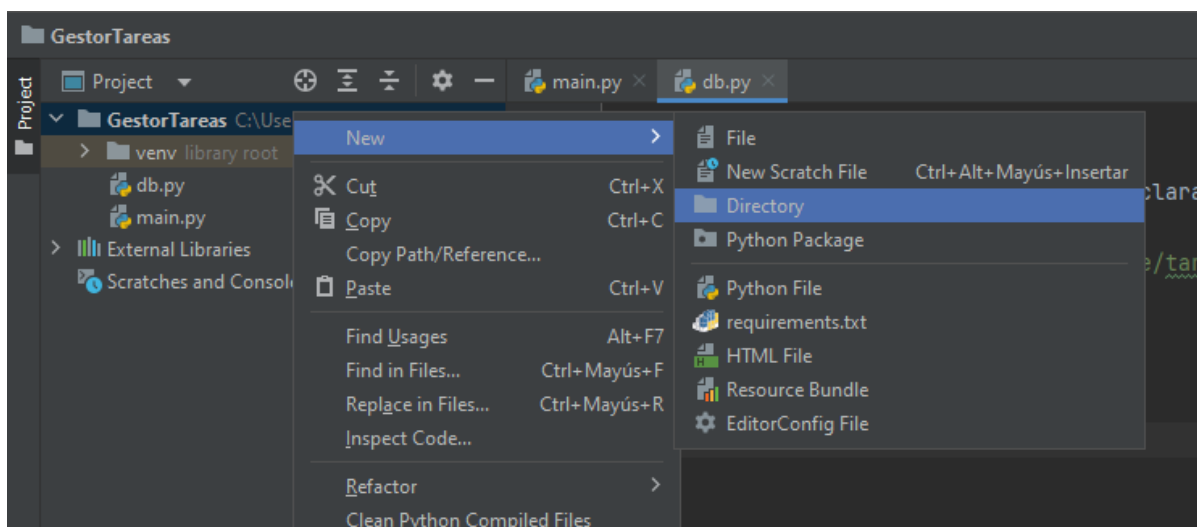 GestorTareas
Project
Project
main.py
db.py
GestorTareas C:\Use
venv library root
db.py
main.py
External Libraries
Scratches and Consol
New
Cut Ctrl+X
Copy Ctrl+C
Copy Path/Reference...
Paste Ctrl+V
Find Usages Alt+F7
Find in Files... Ctrl+Mayús+F
Replace in Files... Ctrl+Mayús+R
Inspect Code...
Refactor
Clean Python Compiled Files
File
New Scratch File Ctrl+Alt+Mayús+Insertar
Directory
Python Package
Python File
requirements.txt
HTML File
Resource Bundle
EditorConfig File
clara
e/tar